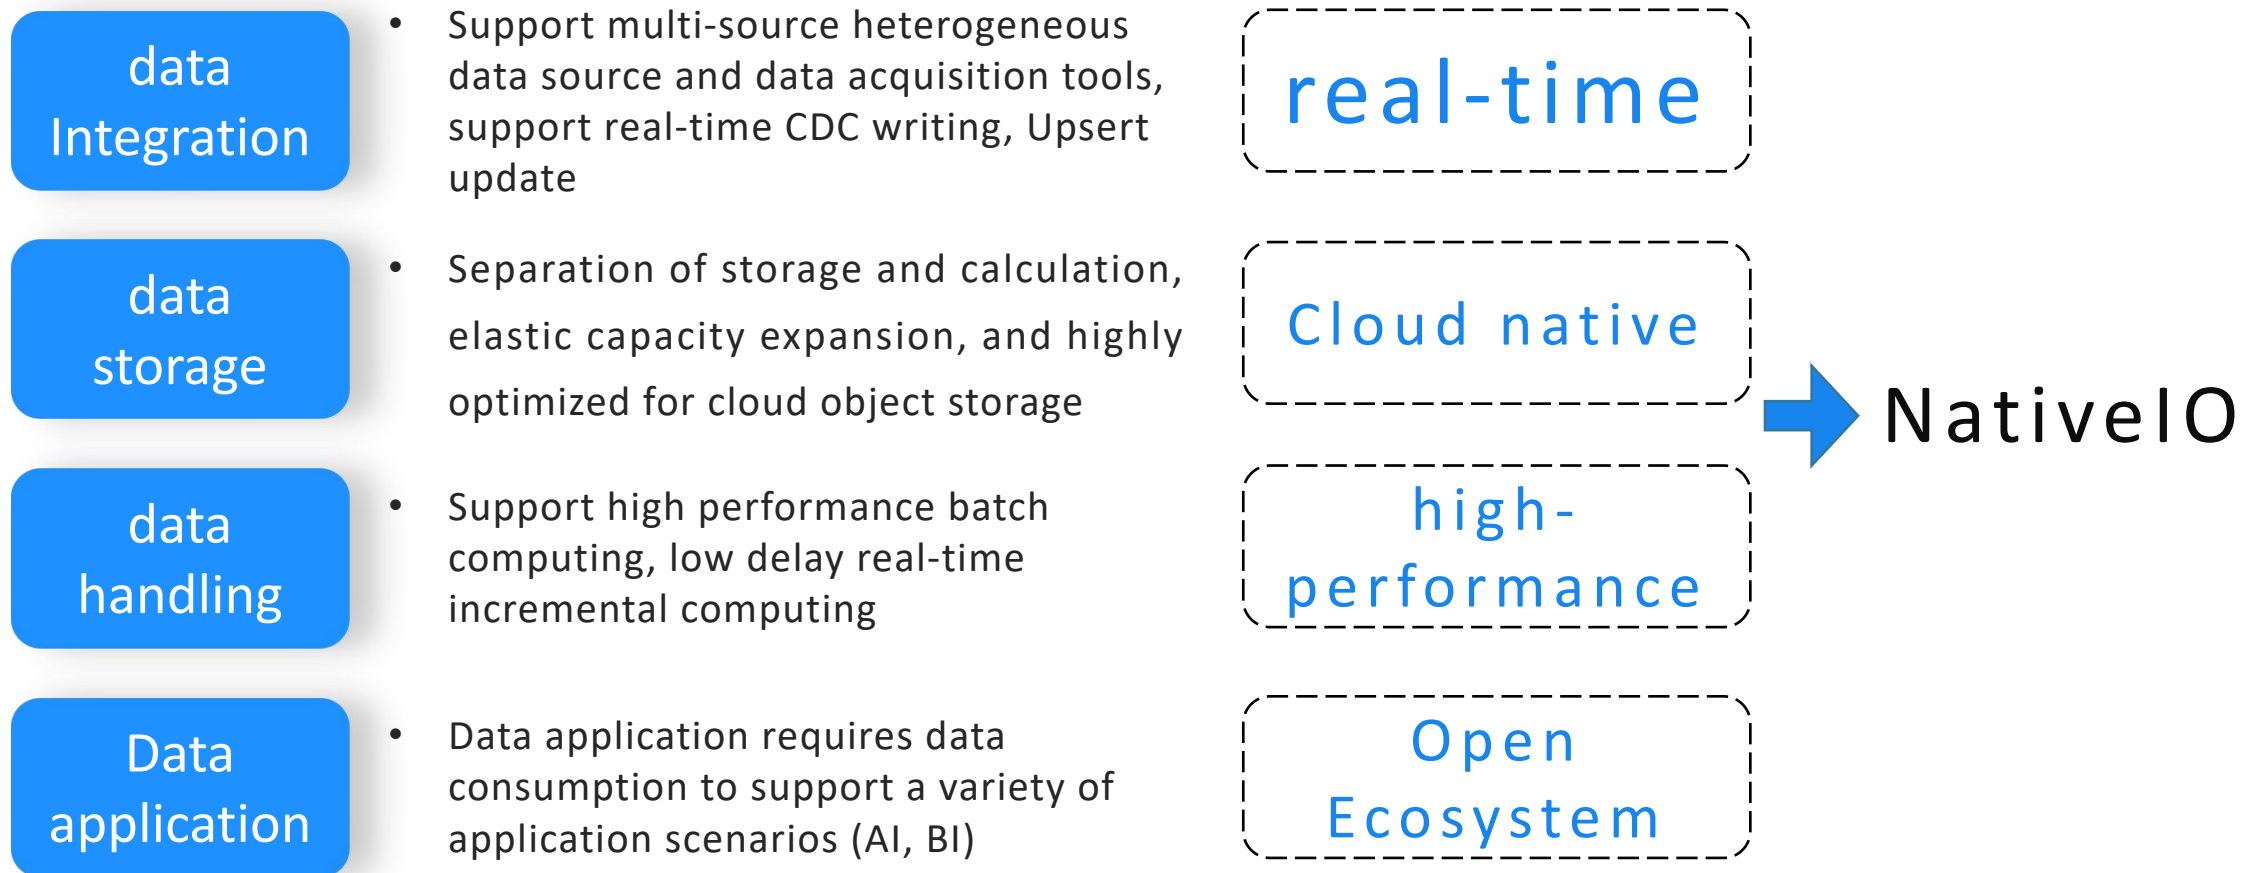 data
Integration
• Support multi-source heterogeneous
data source and data acquisition tools,
support real-time CDC writing, Upsert
update
real-time
data
storage
• Separation of storage and calculation,
elastic capacity expansion, and highly
optimized for cloud object storage
Cloud native
NativeIO
data
handling
• Support high performance batch
computing, low delay real-time
incremental computing
high-
performance
Data
application
• Data application requires data
consumption to support a variety of
application scenarios (AI, BI)
Open
Ecosystem